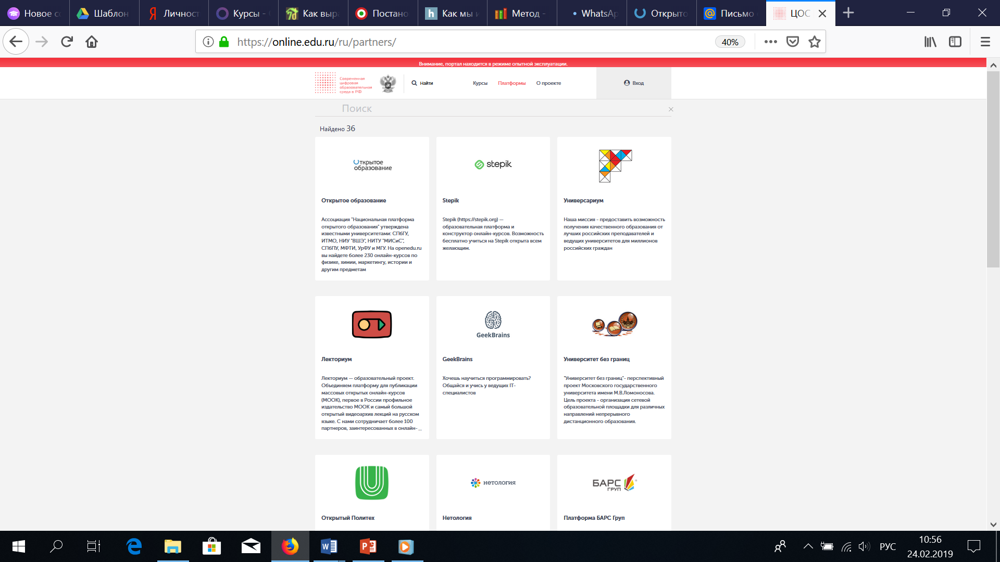 Новое сс
Шаблон
Личност
Курсы - (
Как выра
Постано
Как мы и
Метод -
WhatsAp
Открыто
Письмо
ЦОС
https://online.edu.ru/ru/partners/
40%
Внимание, портал находится в режиме опытной эксплуатации.
Современная
цифровая
образовательная
среда в РФ
Найти
Курсы
Платформы
О проекте
Вход
Поиск
Найдено 36
Открытое
образование
Открытое образование
Ассоциация "Национальная платформа
открытого образования" утверждена
известными университетами: СПбГУ,
ИТМО, НИУ "ВШЭ", НИТУ "МИСиС",
СПбПУ, МФТИ, УрФУ и МГУ. На openedu.ru
вы найдете более 230 онлайн-курсов по
физике, химии, маркетингу, истории и
другим предметам
stepik
Stepik
Stepik (https://stepik.org) —
образовательная платформа и
конструктор онлайн-курсов. Возможность
бесплатно учиться на Stepik открыта всем
желающим.
Универсариум
Наша миссия - предоставить возможность
получения качественного образования от
лучших российских преподавателей и
ведущих университетов для миллионов
российских граждан
Лекториум
Лекториум — образовательный проект.
Объединяем платформу для публикации
массовых открытых онлайн-курсов
(МООК), первое в России профильное
издательство МООК и самый большой
открытый видеоархив лекций на русском
языке. С нами сотрудничает более 100
партнеров, заинтересованных в онлайн- ...
GeekBrains
GeekBrains
Хочешь научиться программировать?
Общайся и учись у ведущих IT-
специалистов
Университет без границ
"Университет без границ"- перспективный
проект Московского государственного
университета имени М.В.Ломоносова.
Цель проекта - организация сетевой
образовательной площадки для различных
направлений непрерывного
дистанционного образования.
Открытый Политех
нетология
Нетология
БАРС
ГРУП
Платформа БАРС Груп
РУС
10:56
24.02.2019